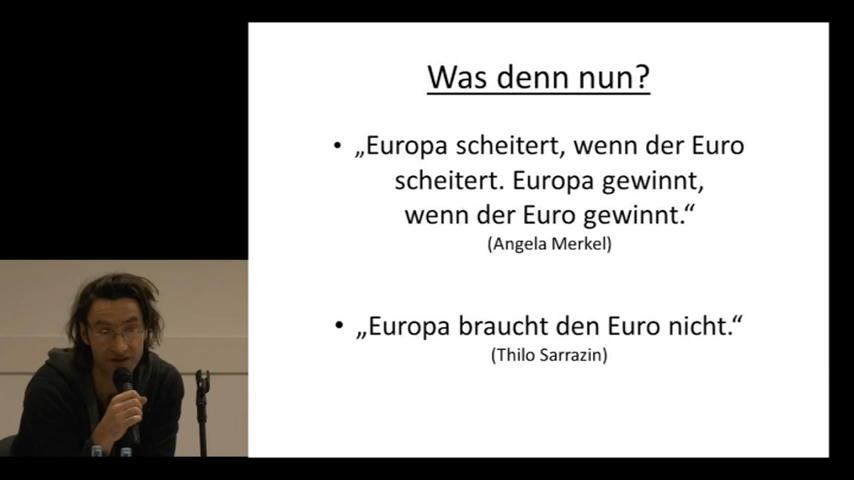 Was denn nun?
• „Europa scheitert, wenn der Euro
scheitert. Europa gewinnt,
wenn der Euro gewinnt.“
(Angela Merkel)
• „Europa braucht den Euro nicht.“
(Thilo Sarrazin)